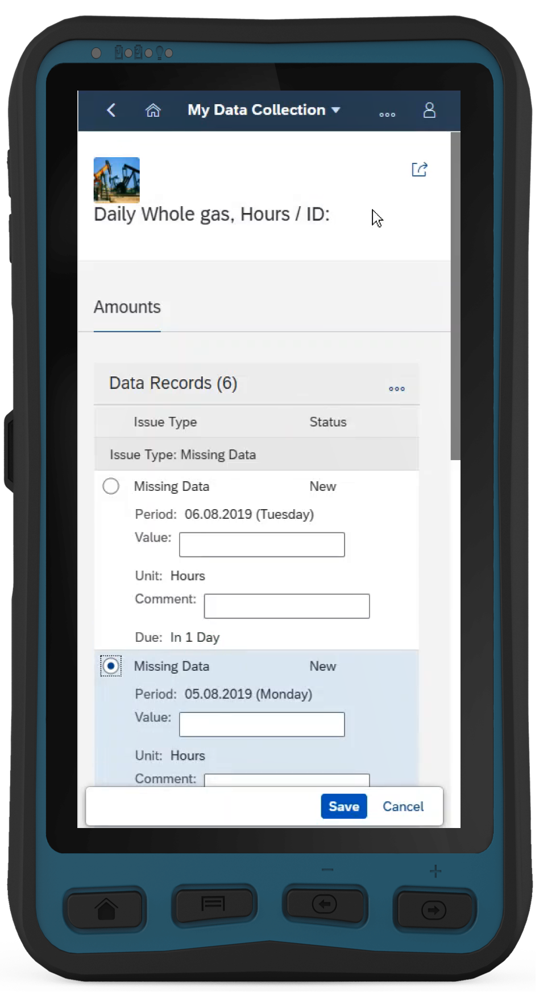 My Data Collection
Daily Whole gas, Hours / ID:
Amounts
Data Records (6)
Issue Type Status
Issue Type: Missing Data
Missing Data New
Period: 06.08.2019 (Tuesday)
Value:
Unit: Hours
Comment:
Due: In 1 Day
Missing Data New
Period: 05.08.2019 (Monday)
Value:
Unit: Hours
Comment:
Save Cancel